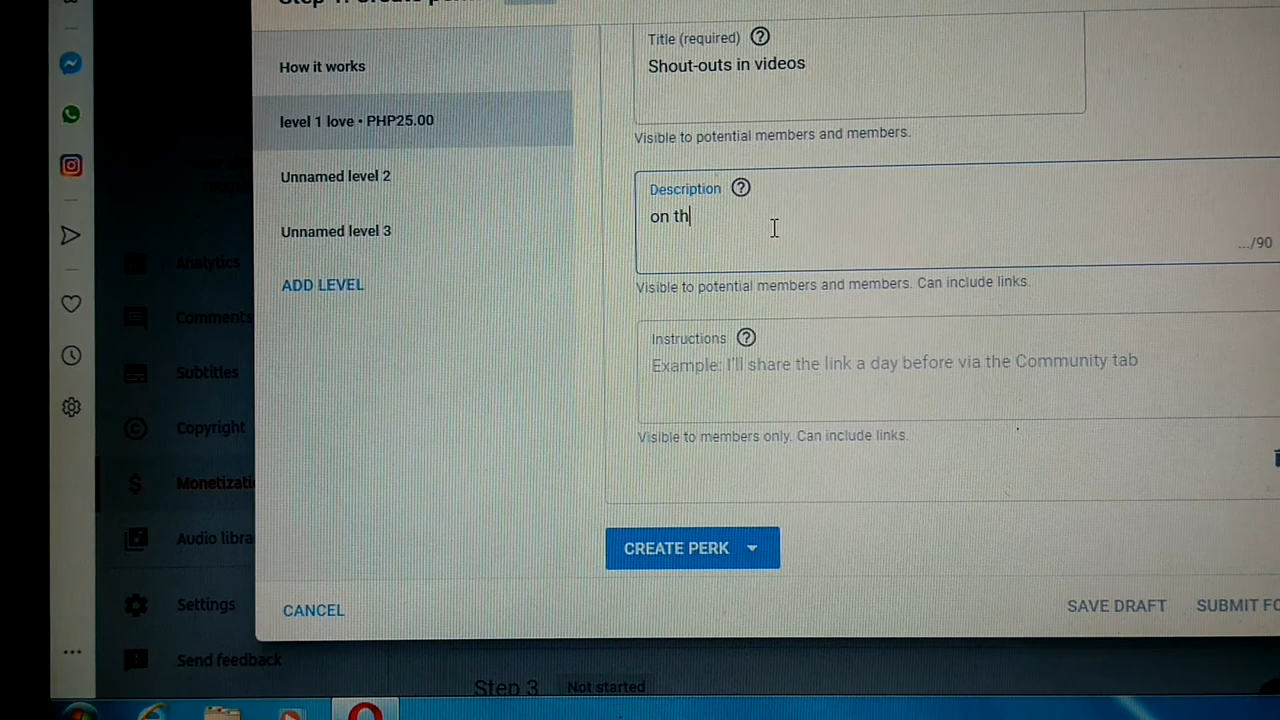 How it works
level 1 love • PHP25.00
Unnamed level 2
Unnamed level 3
ADD LEVEL
Title (required)
Shout-outs in videos
Visible to potential members and members.
Description
on th
.../90
Visible to potential members and members. Can include links.
Instructions
Example: I'll share the link a day before via the Community tab
Visible to members only. Can include links.
CREATE PERK
CANCEL
SAVE DRAFT
SUBMIT FO
Analytics
Comments
Subtitles
Copyright
Monetizati
Audio libra
Settings
Send feedback
Step 3
Not started